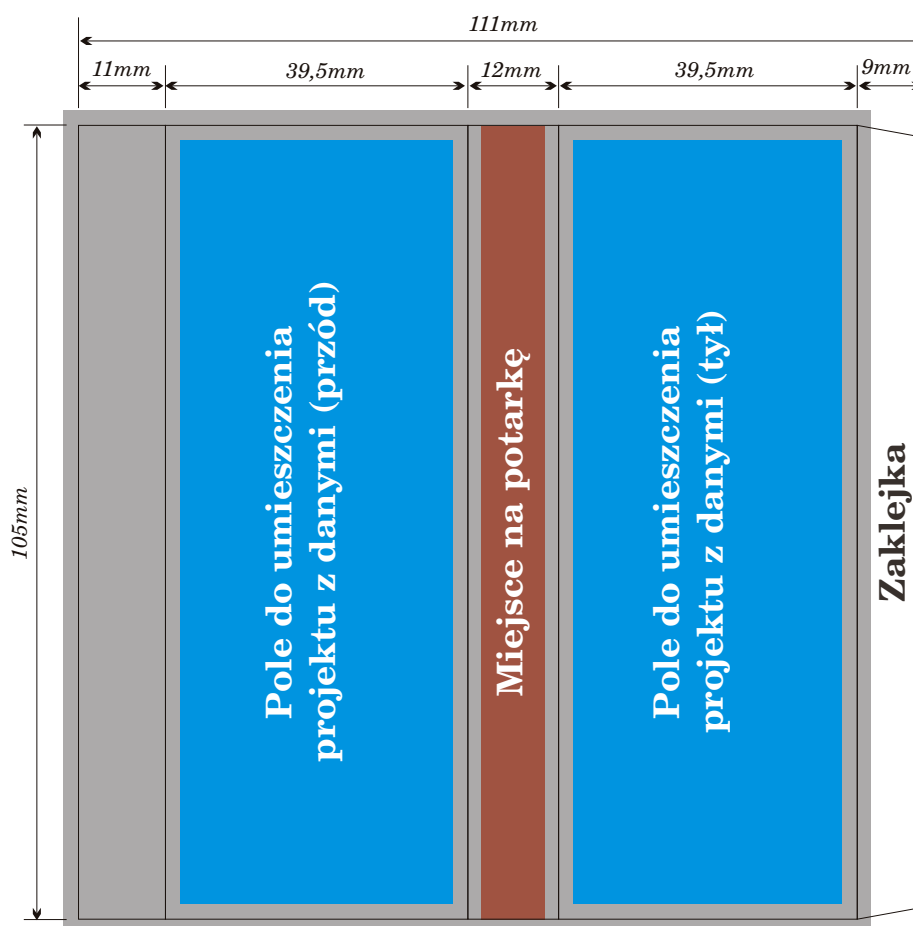 111mm
11mm
39,5mm
12mm
39,5mm
9mm
105mm
Pole do umieszczenia
projektu z danymi (przód)
Miejsce na potarkę
Pole do umieszczenia
projektu z danymi (tył)
Zaklejka